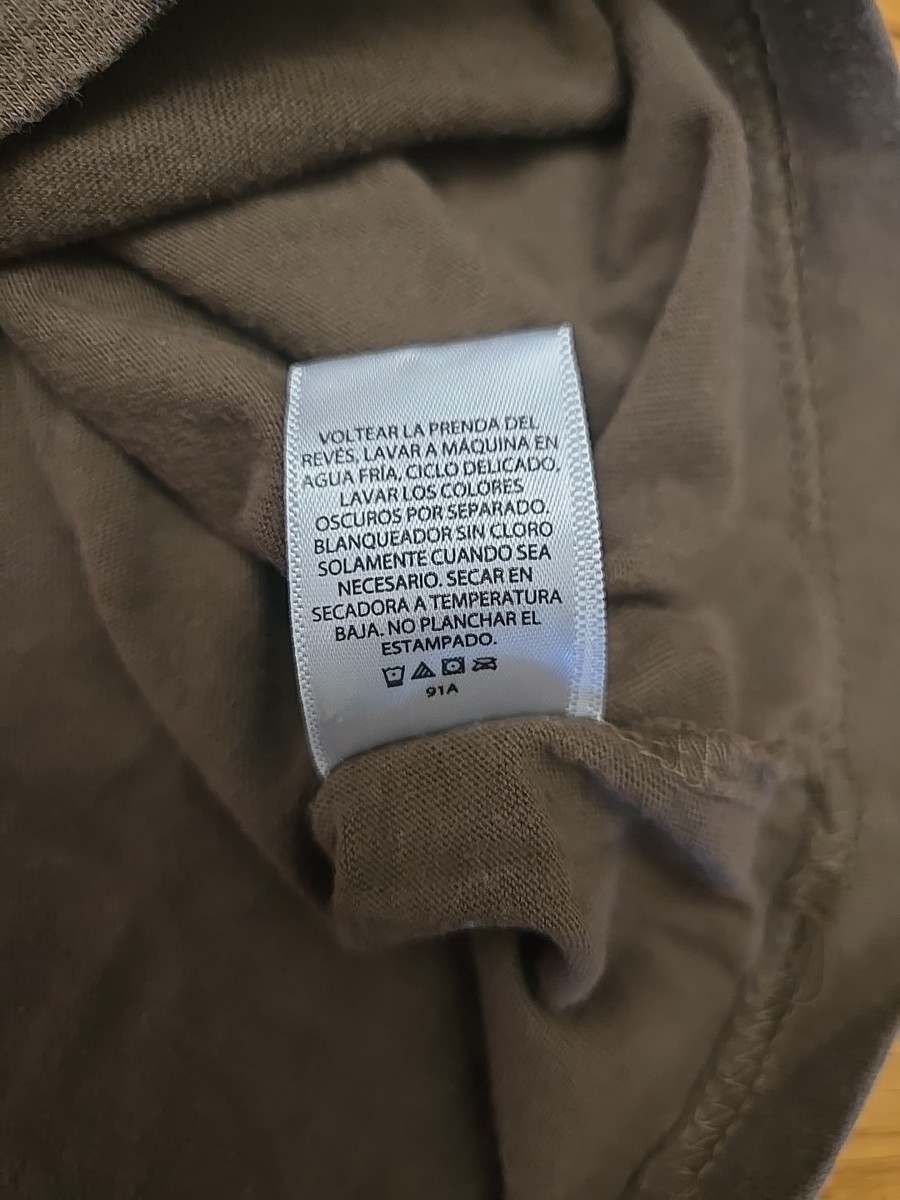 VOLTEAR LA PRENDA DEL
REVÉS. LAVAR A MÁQUINA EN
AGUA FRÍA, CICLO DELICADO.
LAVAR LOS COLORES
OSCUROS POR SEPARADO.
BLANQUEADOR SIN CLORO
SOLAMENTE CUANDO SEA
NECESARIO. SECAR EN
SECADORA A TEMPERATURA
BAJA. NO PLANCHAR EL
ESTAMPADO.
91A